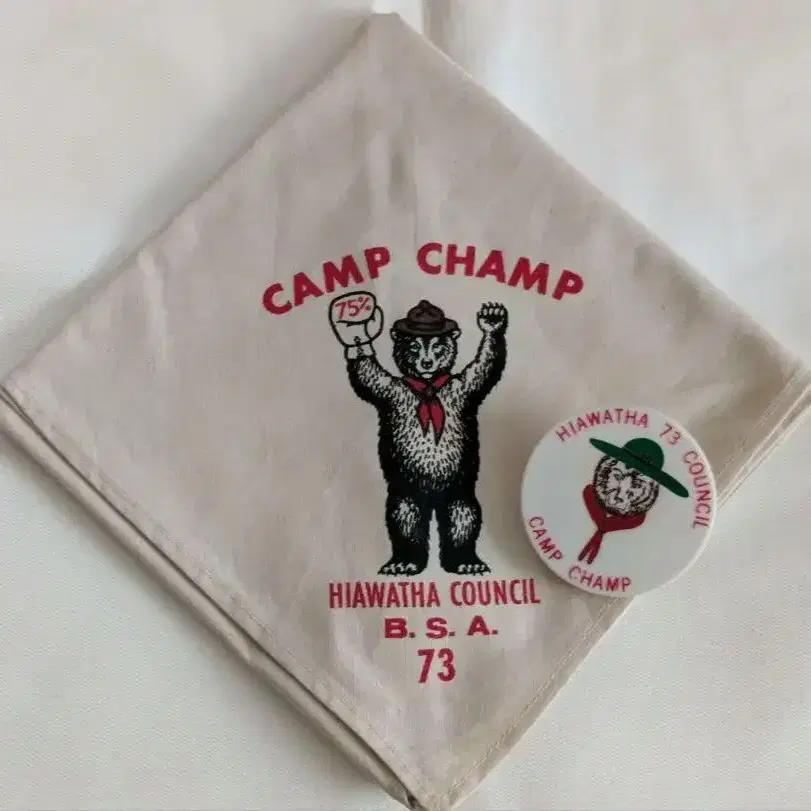 CAMP CHAMP
75%
HIAWATHA COUNCIL
B. S. A.
73
HIAWATHA 73 COUNCIL
CAMP CHAMP